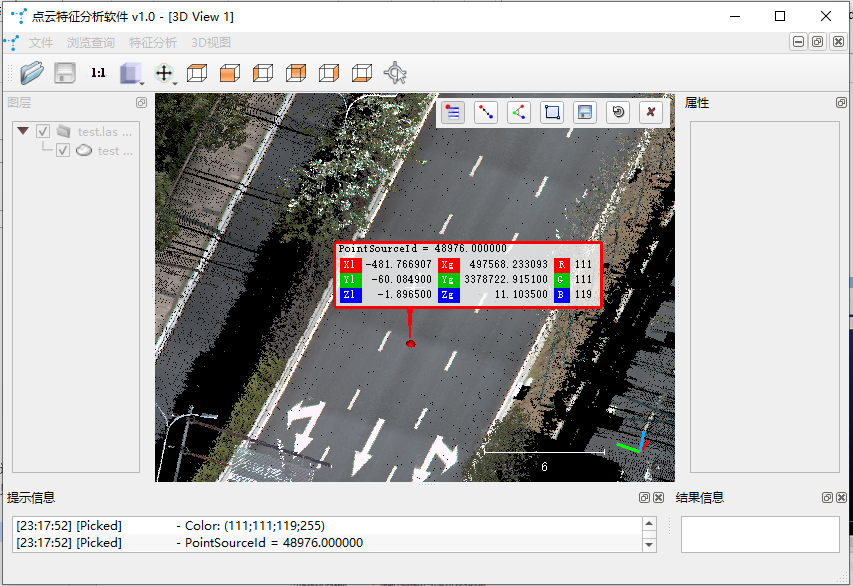 点云特征分析软件 v1.0 - [3D View 1]
文件 浏览查询 特征分析 3D视图
1:1
图层
属性
test.las ...
test ...
PointSourceId = 48976.000000
Xl -481.766907 Xg 497568.233093 R 111
Yl -60.084900 Yg 3378722.915100 G 111
Zl -1.896500 Zg 11.103500 B 119
6
提示信息
结果信息
[23:17:52] [Picked] - Color: (111;111;119;255)
[23:17:52] [Picked] - PointSourceId = 48976.000000